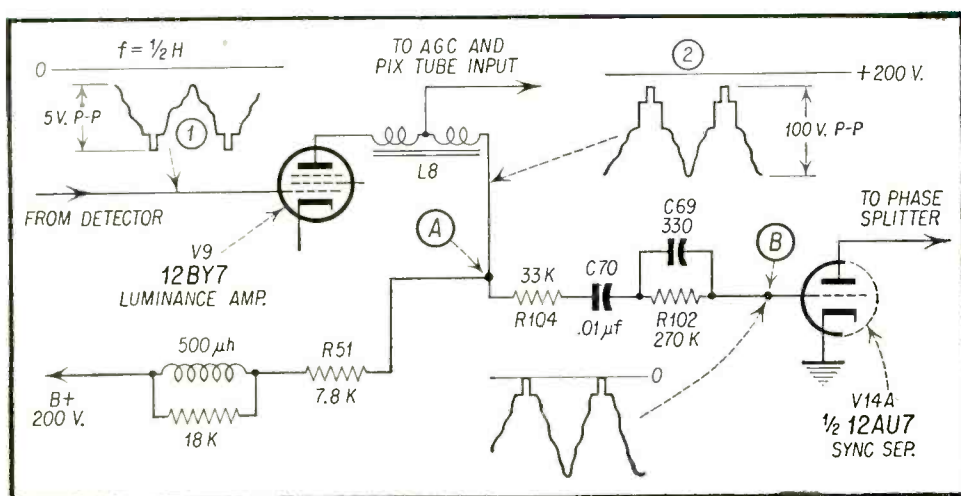 f = 1/2 H
0
5 V. P-P
1
TO AGC AND
PIX TUBE INPUT
2
+200 V.
100 V. P-P
L8
FROM DETECTOR
V9
12BY7
LUMINANCE AMP.
A
33 K
R104
C70
.01 μf
C69
330
R102
270 K
B
TO PHASE
SPLITTER
500 μh
18 K
B+
200 V.
R51
7.8 K
0
V14A
1/2 12AU7
SYNC SEP.